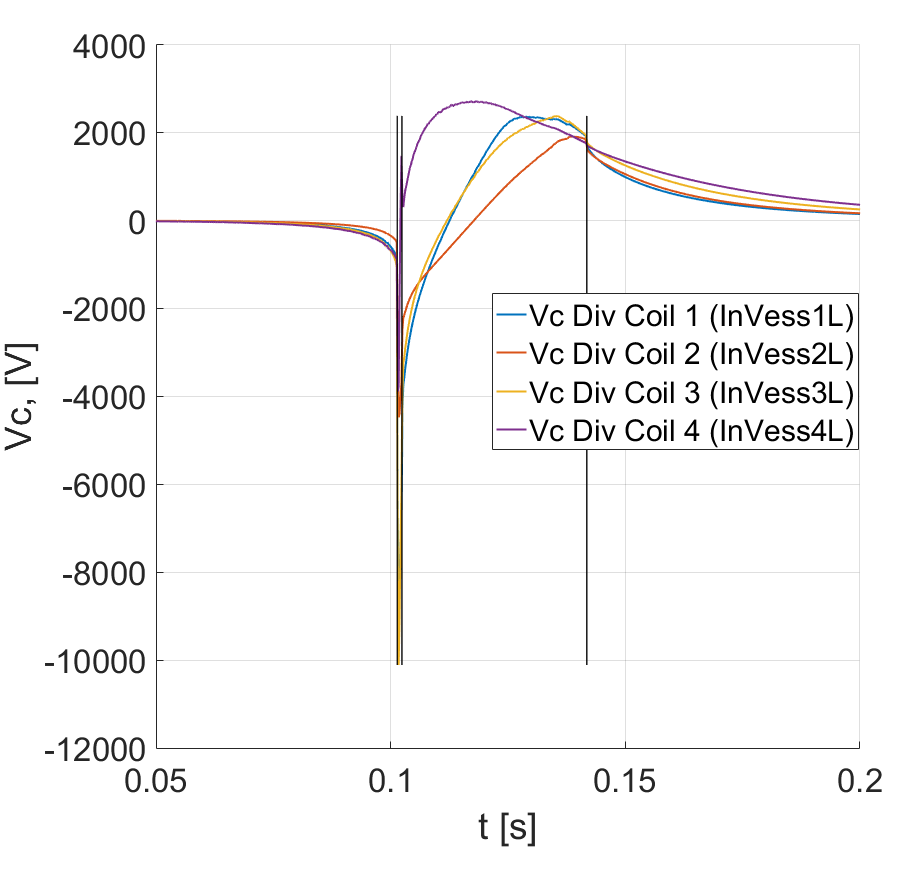 4000
2000
0
-2000
-4000
-6000
-8000
-10000
-12000
Vc, [V]
Vc Div Coil 1 (InVess1L)
Vc Div Coil 2 (InVess2L)
Vc Div Coil 3 (InVess3L)
Vc Div Coil 4 (InVess4L)
0.05 0.1 0.15 0.2
t [s]